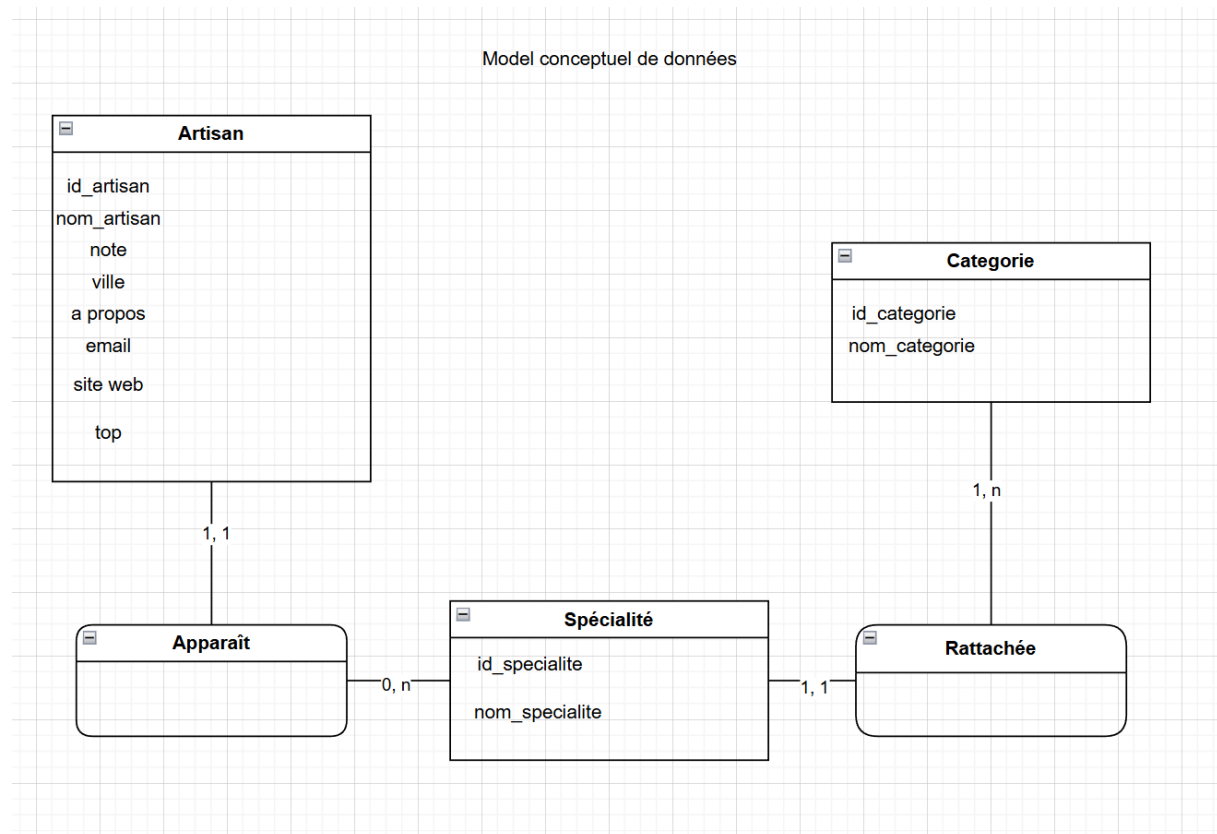 Model conceptuel de données
Artisan
id_artisan
nom_artisan
note
ville
a propos
email
site web
top
Categorie
id_categorie
nom_categorie
1, n
1, 1
Apparaît
0, n
Spécialité
id_specialite
nom_specialite
1, 1
Rattachée